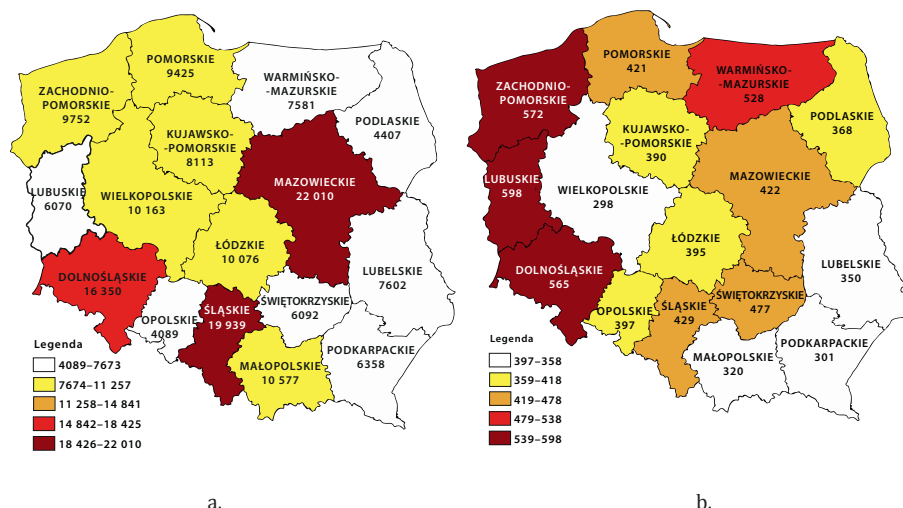 POMORSKIE
9425
WARMIŃSKO-
-MAZURSKIE
7581
ZACHODNIO-
POMORSKIE
9752
PODLASKIE
4407
KUJAWSKO-
-POMORSKIE
8113
MAZOWIECKIE
22 010
LUBUSKIE
6070
WIELKOPOLSKIE
10 163
ŁÓDZKIE
10 076
DOLNOŚLĄSKIE
16 350
LUBELSKIE
7602
OPOLSKIE
4089
ŚLĄSKIE
19 939
ŚWIĘTOKRZYSKIE
6092
PODKARPACKIE
6358
MAŁOPOLSKIE
10 577
Legenda
4089–7673
7674–11 257
11 258–14 841
14 842–18 425
18 426–22 010
a.
POMORSKIE
421
WARMIŃSKO-
-MAZURSKIE
528
ZACHODNIO-
POMORSKIE
572
PODLASKIE
368
KUJAWSKO-
-POMORSKIE
390
MAZOWIECKIE
422
LUBUSKIE
598
WIELKOPOLSKIE
298
ŁÓDZKIE
395
DOLNOŚLĄSKIE
565
LUBELSKIE
350
OPOLSKIE
397
ŚLĄSKIE
429
ŚWIĘTOKRZYSKIE
477
PODKARPACKIE
301
MAŁOPOLSKIE
320
Legenda
397–358
359–418
419–478
479–538
539–598
b.